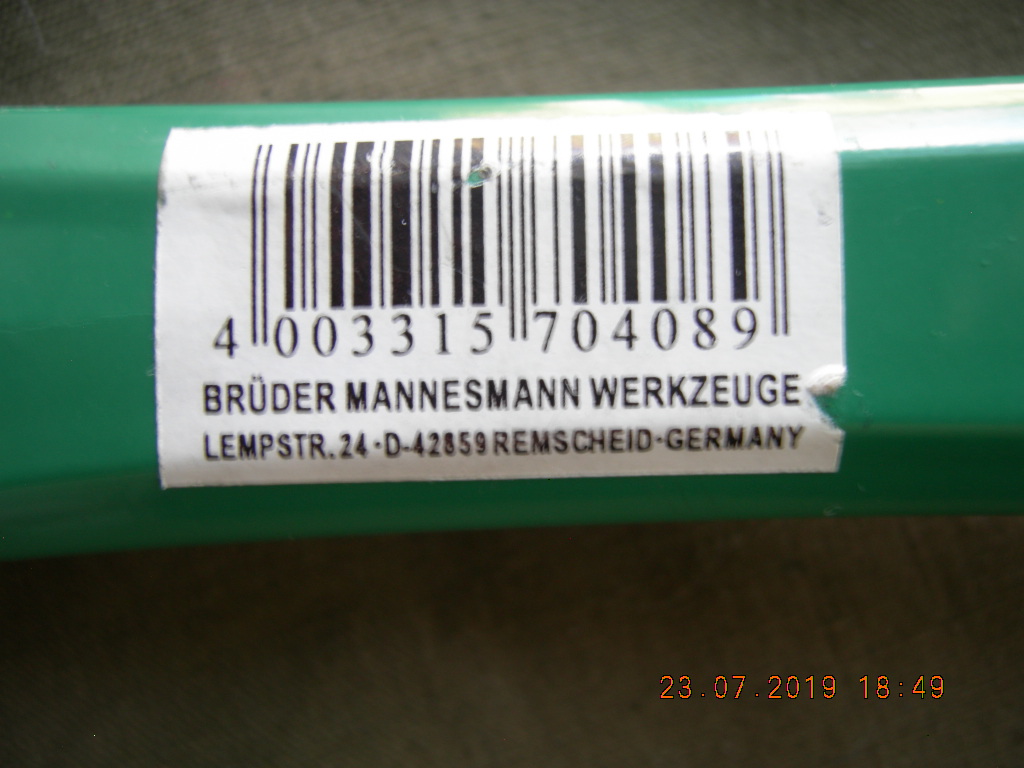 4 003315 704089
BRÜDER MANNESMANN WERKZEUGE
LEMPSTR. 24 · D-42859 REMSCHEID · GERMANY
23.07.2019 18:49